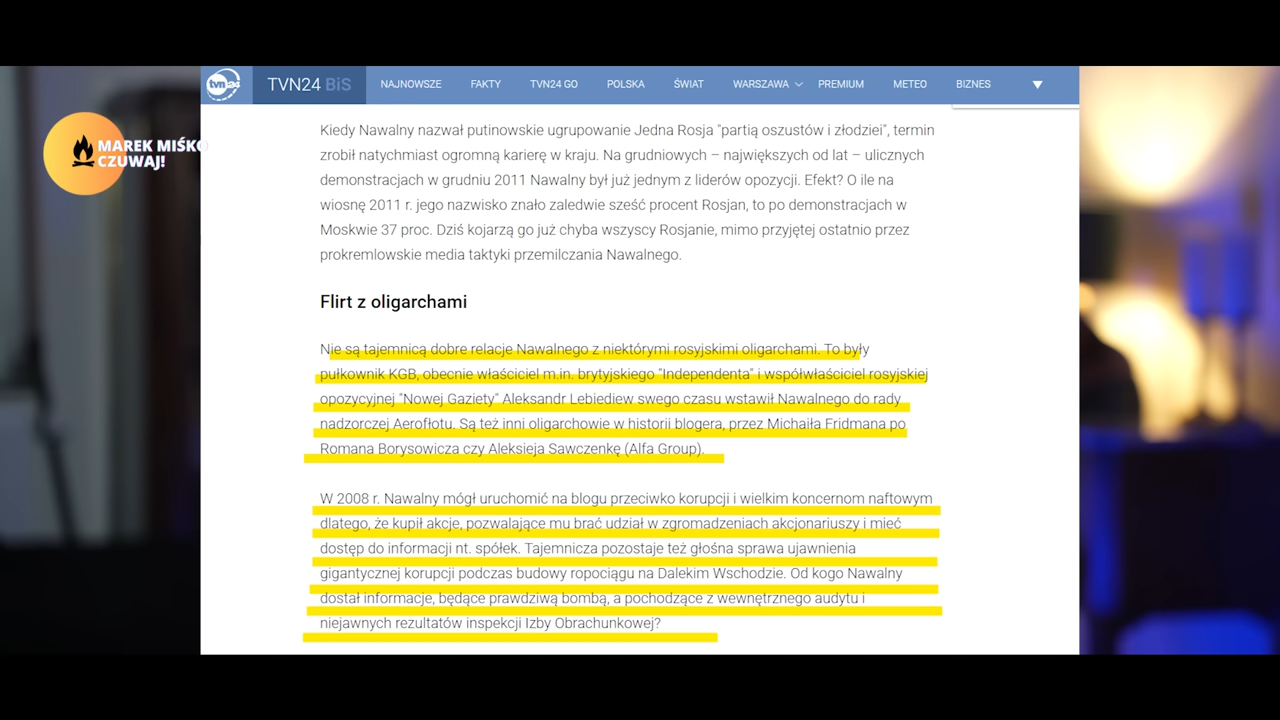 tvn24
TVN24 BiS
NAJNOWSZE
FAKTY
TVN24 GO
POLSKA
ŚWIAT
WARSZAWA
PREMIUM
METEO
BIZNES
MAREK MIŚKO
CZUWAJ!
Kiedy Nawalny nazwał putinowskie ugrupowanie Jedna Rosja "partią oszustów i złodziei", termin
zrobił natychmiast ogromną karierę w kraju. Na grudniowych – największych od lat – ulicznych
demonstracjach w grudniu 2011 Nawalny był już jednym z liderów opozycji. Efekt? O ile na
wiosnę 2011 r. jego nazwisko znało zaledwie sześć procent Rosjan, to po demonstracjach w
Moskwie 37 proc. Dziś kojarzą go już chyba wszyscy Rosjanie, mimo przyjętej ostatnio przez
prokremlowskie media taktyki przemilczania Nawalnego.
Flirt z oligarchami
Nie są tajemnicą dobre relacje Nawalnego z niektórymi rosyjskimi oligarchami. To były
pułkownik KGB, obecnie właściciel m.in. brytyjskiego "Independenta" i współwłaściciel rosyjskiej
opozycyjnej "Nowej Gaziety" Aleksandr Lebiediew swego czasu wstawił Nawalnego do rady
nadzorczej Aerofłotu. Są też inni oligarchowie w historii blogera, przez Michaiła Fridmana po
Romana Borysowicza czy Aleksieja Sawczenkę (Alfa Group).
W 2008 r. Nawalny mógł uruchomić na blogu przeciwko korupcji i wielkim koncernom naftowym
dlatego, że kupił akcje, pozwalające mu brać udział w zgromadzeniach akcjonariuszy i mieć
dostęp do informacji nt. spółek. Tajemnicza pozostaje też głośna sprawa ujawnienia
gigantycznej korupcji podczas budowy ropociągu na Dalekim Wschodzie. Od kogo Nawalny
dostał informacje, będące prawdziwą bombą, a pochodzące z wewnętrznego audytu i
niejawnych rezultatów inspekcji Izby Obrachunkowej?